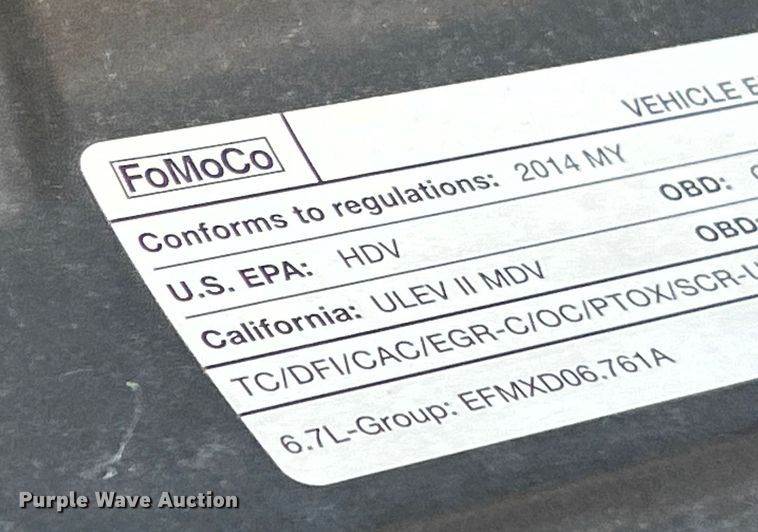 FoMoCo
VEHICLE
Conforms to regulations: 2014 MY
U.S. EPA: HDV OBD:
California: ULEV II MDV OBD:
TC/DFI/CAC/EGR-C/OC/PTOX/SCR-U
6.7L-Group: EFMXD06.761A
Purple Wave Auction